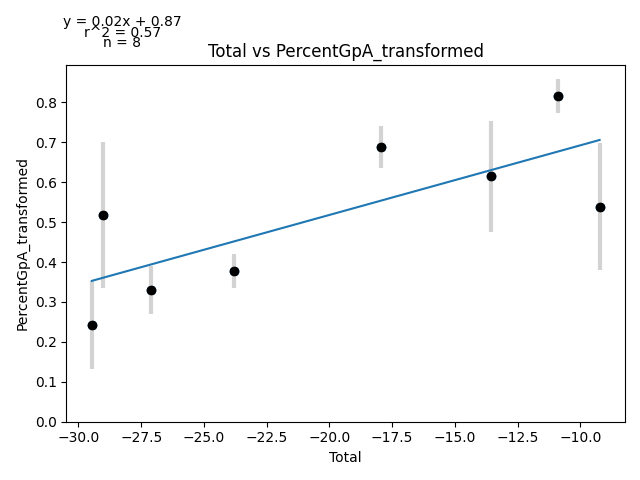 y = 0.02x + 0.87
r^2 = 0.57
n = 8
Total vs PercentGpA_transformed
PercentGpA_transformed
0.8
0.7
0.6
0.5
0.4
0.3
0.2
0.1
0.0
−30.0 −27.5 −25.0 −22.5 −20.0 −17.5 −15.0 −12.5 −10.0
Total